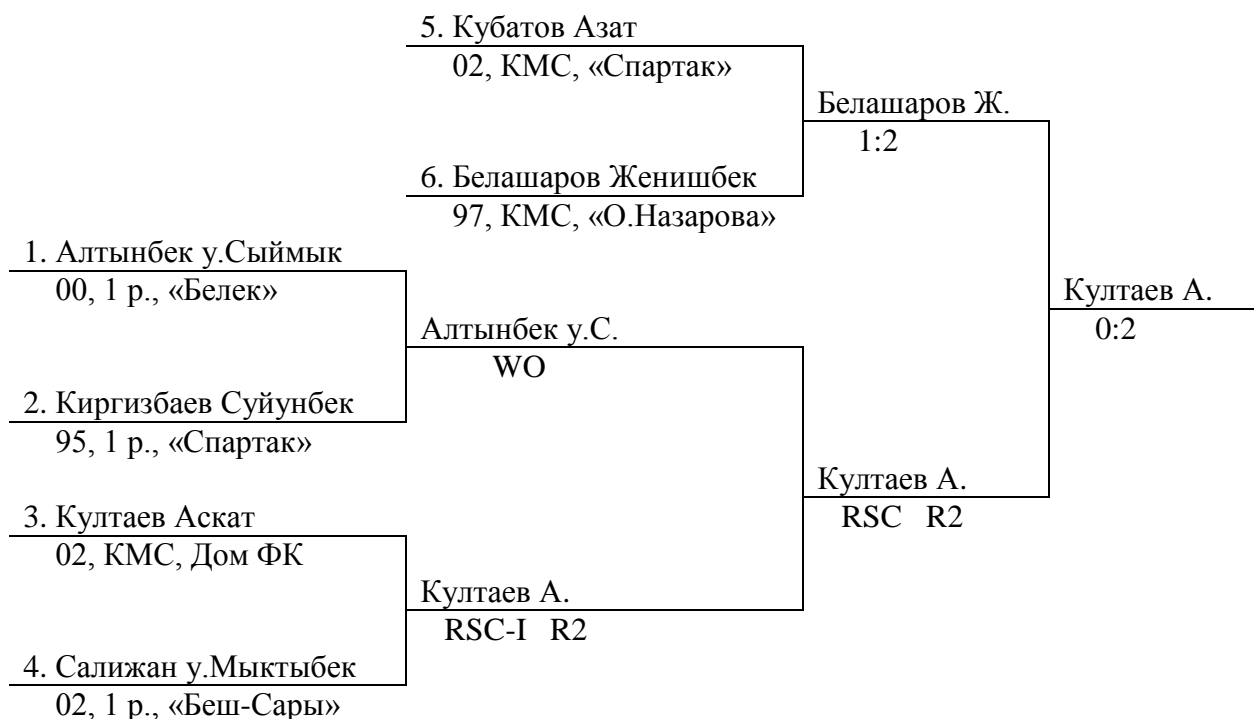 5. Кубатов Азат
02, КМС, «Спартак»
Белашаров Ж.
1:2
6. Белашаров Женишбек
97, КМС, «О.Назарова»
1. Алтынбек у.Сыймык
00, 1 р., «Белек»
Култаев А.
0:2
Алтынбек у.С.
WO
2. Киргизбаев Суйунбек
95, 1 р., «Спартак»
Култаев А.
RSC R2
3. Култаев Аскат
02, КМС, Дом ФК
Култаев А.
RSC-I R2
4. Салижан у.Мыктыбек
02, 1 р., «Беш-Сары»